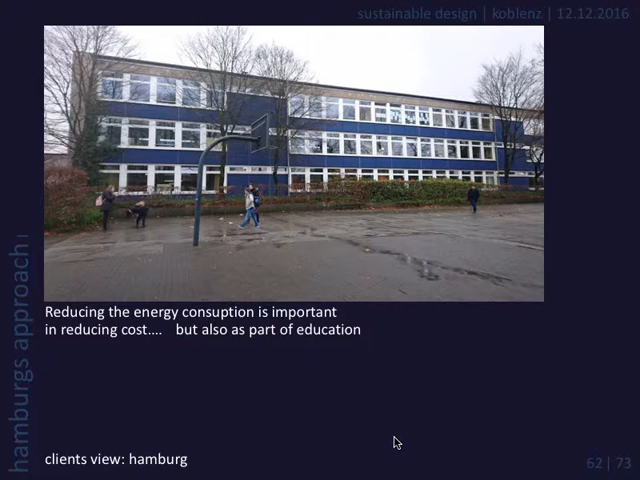 sustainable design | koblenz | 12.12.2016
Reducing the energy consuption is important
in reducing cost.... but also as part of education
hamburgs approach |
clients view: hamburg
62 | 73